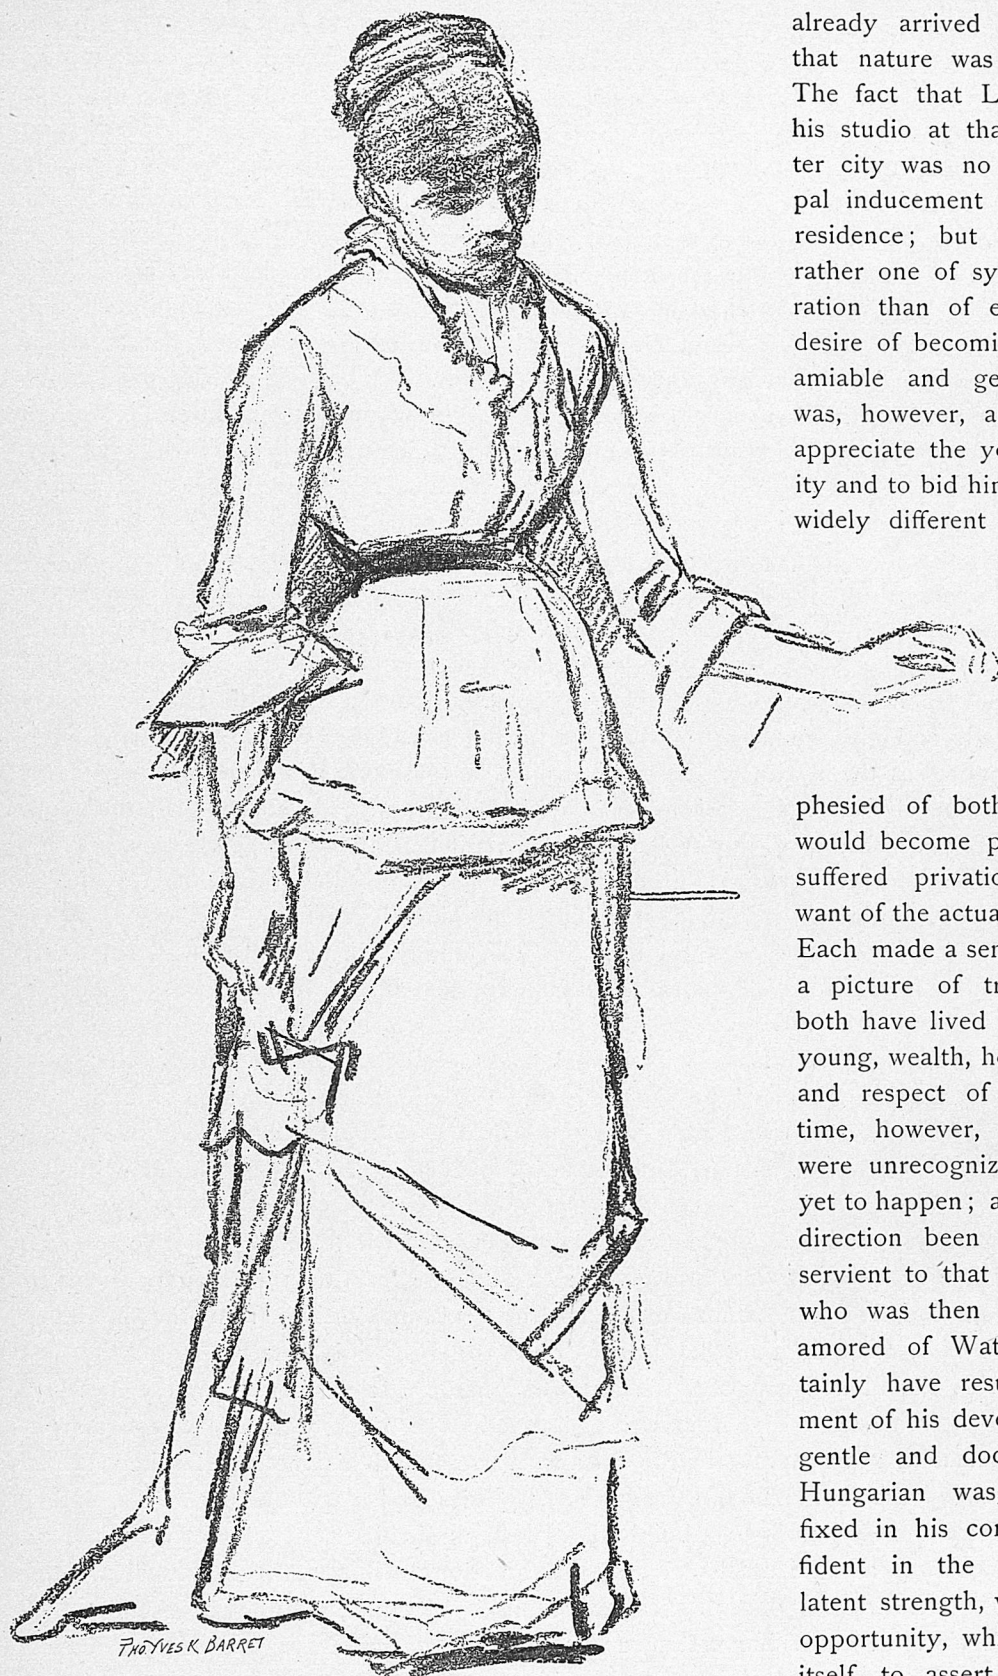 already arrived
that nature was
The fact that L
his studio at tha
ter city was no
pal inducement
residence; but
rather one of sy
ration than of e
desire of becomi
amiable and ge
was, however, a
appreciate the yo
ity and to bid hin
widely different
phesied of both
would become p
suffered privatio
want of the actua
Each made a ser
a picture of tr
both have lived
young, wealth, ho
and respect of
time, however,
were unrecogniz
yet to happen; a
direction been
servient to that
who was then
amored of Wat
tainly have resu
ment of his deve
gentle and doc
Hungarian was
fixed in his con
fident in the
latent strength, w
opportunity, wh
itself to assert
PHO. YVES K BARRET